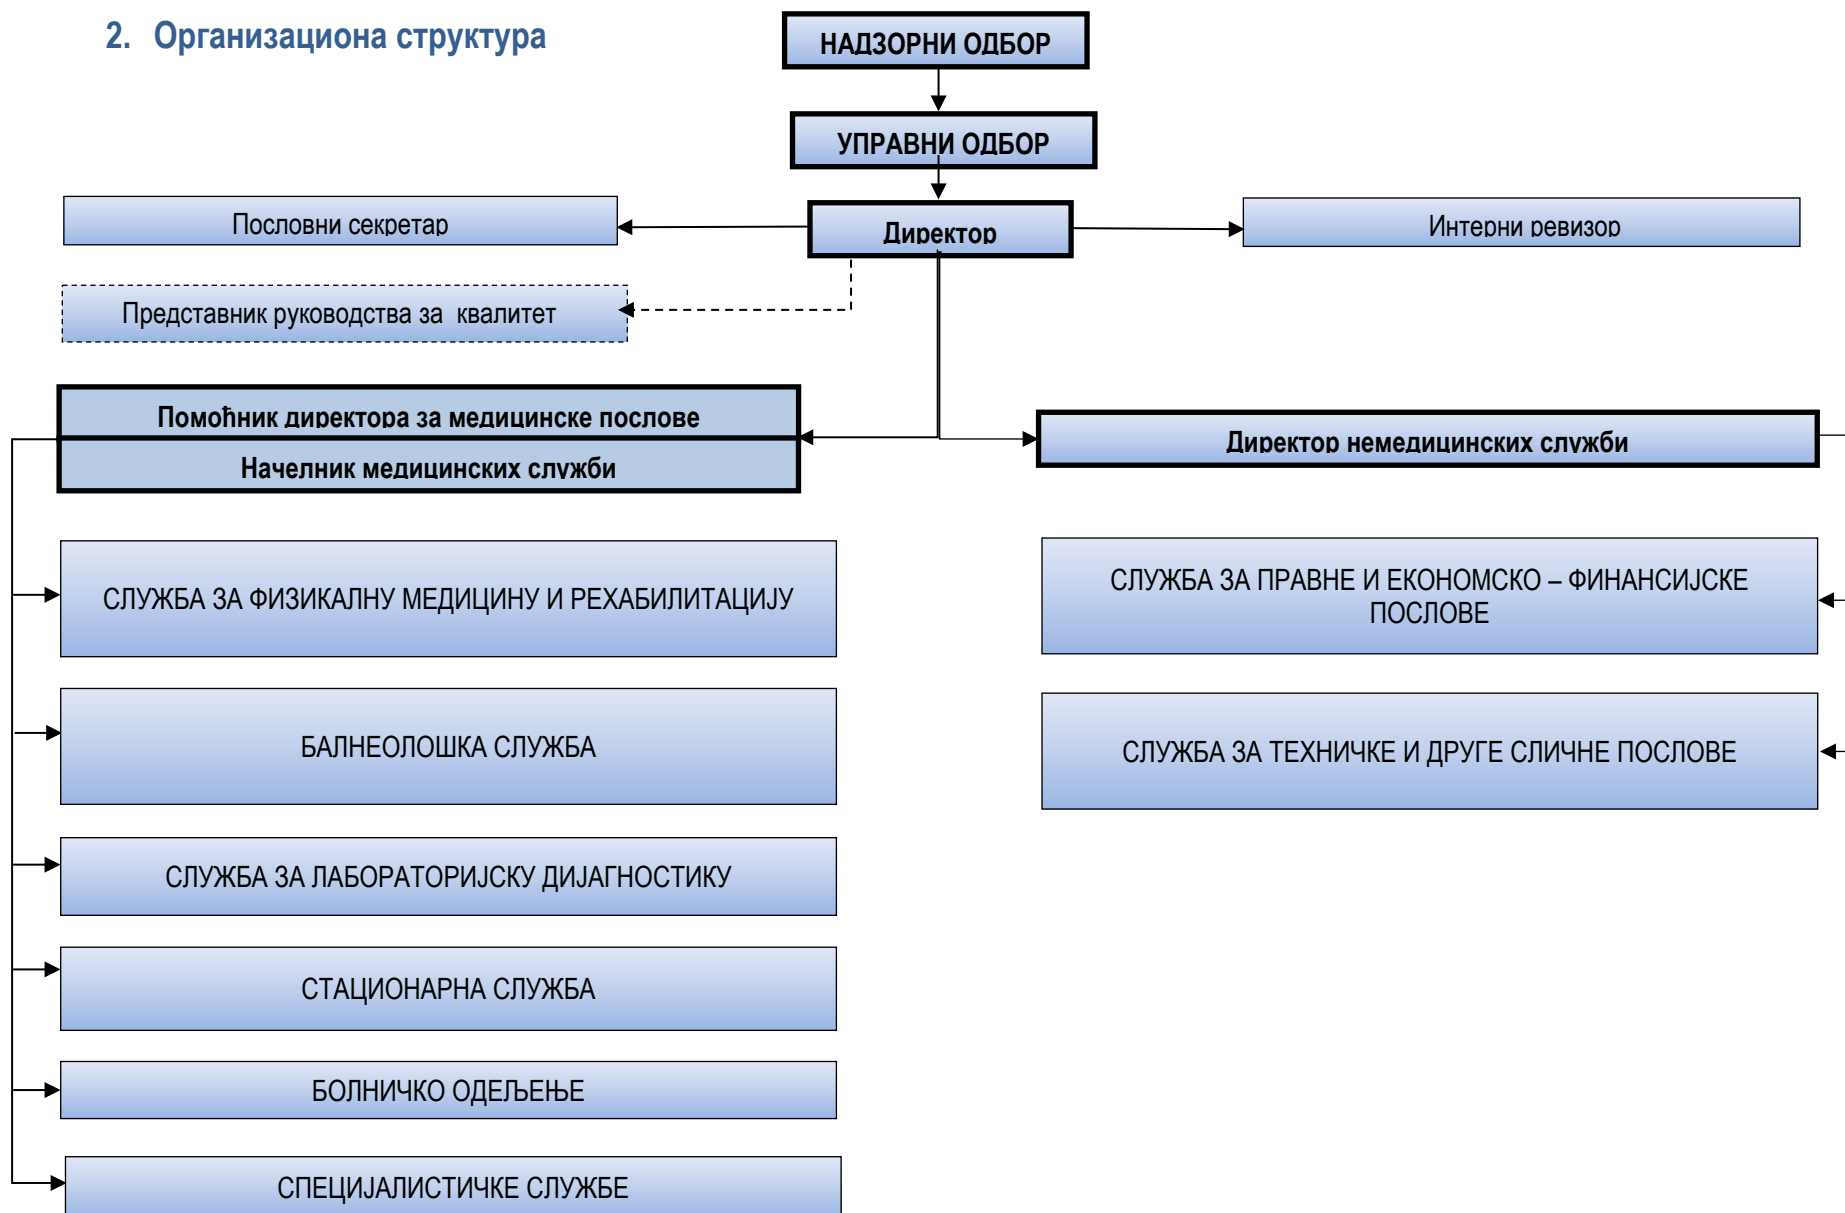 2. Организациона структура
НАДЗОРНИ ОДБОР
УПРАВНИ ОДБОР
Пословни секретар
Директор
Интерни ревизор
Представник руководства за квалитет
Помоћник директора за медицинске послове
Начелник медицинских служби
Директор немедицинских служби
СЛУЖБА ЗА ФИЗИКАЛНУ МЕДИЦИНУ И РЕХАБИЛИТАЦИЈУ
СЛУЖБА ЗА ПРАВНЕ И ЕКОНОМСКО – ФИНАНСИЈСКЕ
ПОСЛОВЕ
БАЛНЕОЛОШКА СЛУЖБА
СЛУЖБА ЗА ТЕХНИЧКЕ И ДРУГЕ СЛИЧНЕ ПОСЛОВЕ
СЛУЖБА ЗА ЛАБОРАТОРИЈСКУ ДИЈАГНОСТИКУ
СТАЦИОНАРНА СЛУЖБА
БОЛНИЧКО ОДЕЉЕЊЕ
СПЕЦИЈАЛИСТИЧКЕ СЛУЖБЕ